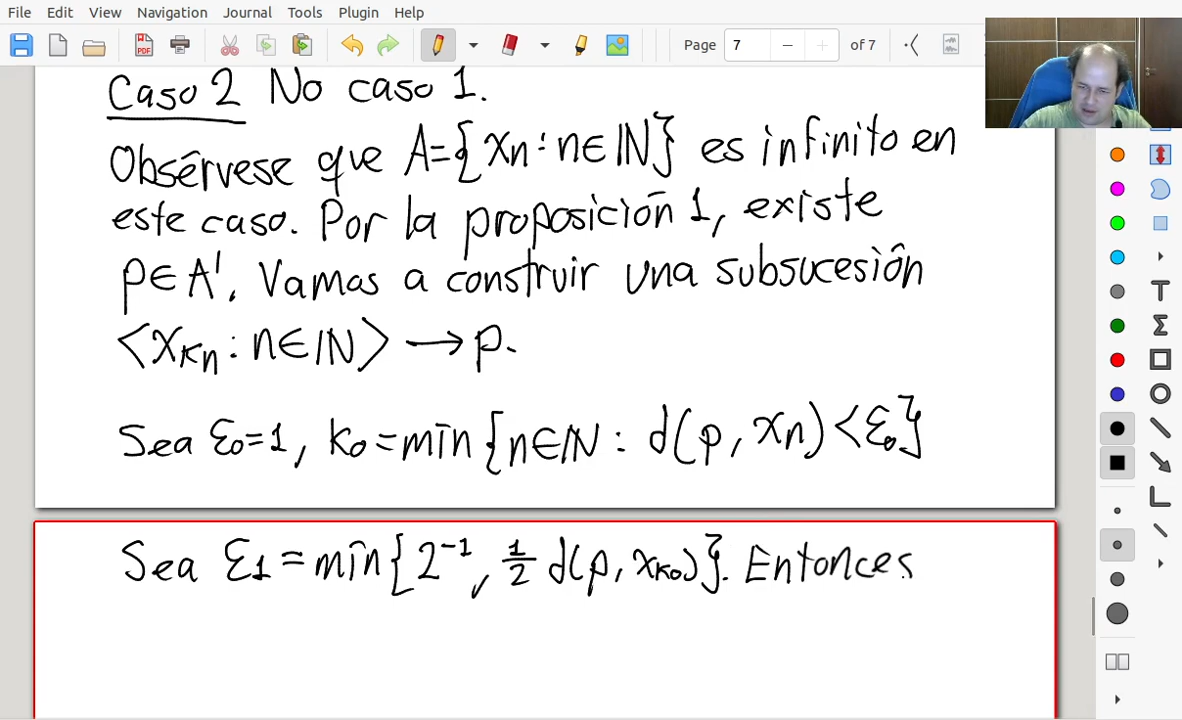 File Edit View Navigation Journal Tools Plugin Help
Page 7 of 7
Caso 2 No caso 1.
Obsérvese que A={xn : n∈ℕ} es infinito en
este caso. Por la proposición 1, existe
p∈A'. Vamos a construir una subsucesión
<xkn : n∈ℕ> → p.
Sea ε0=1, k0=mín{n∈ℕ : d(p, xn)<ε0}
Sea ε1=mín{2^-1, 1/2 d(p, xk0)}. Entonces